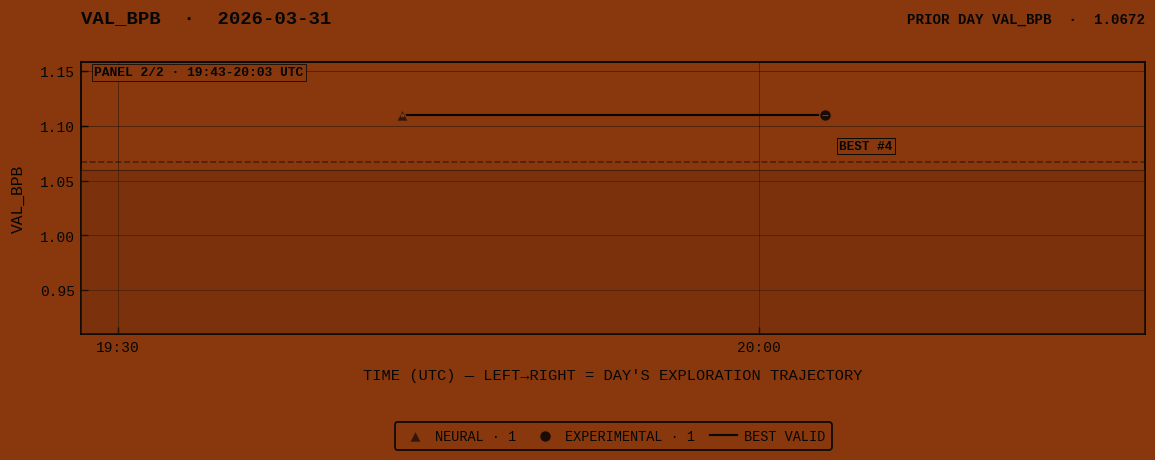 VAL_BPB · 2026-03-31
PRIOR DAY VAL_BPB · 1.0672
PANEL 2/2 · 19:43-20:03 UTC
1.15
1.10
1.05
1.00
0.95
VAL_BPB
BEST #4
19:30
20:00
TIME (UTC) — LEFT→RIGHT = DAY'S EXPLORATION TRAJECTORY
NEURAL · 1
EXPERIMENTAL · 1
BEST VALID